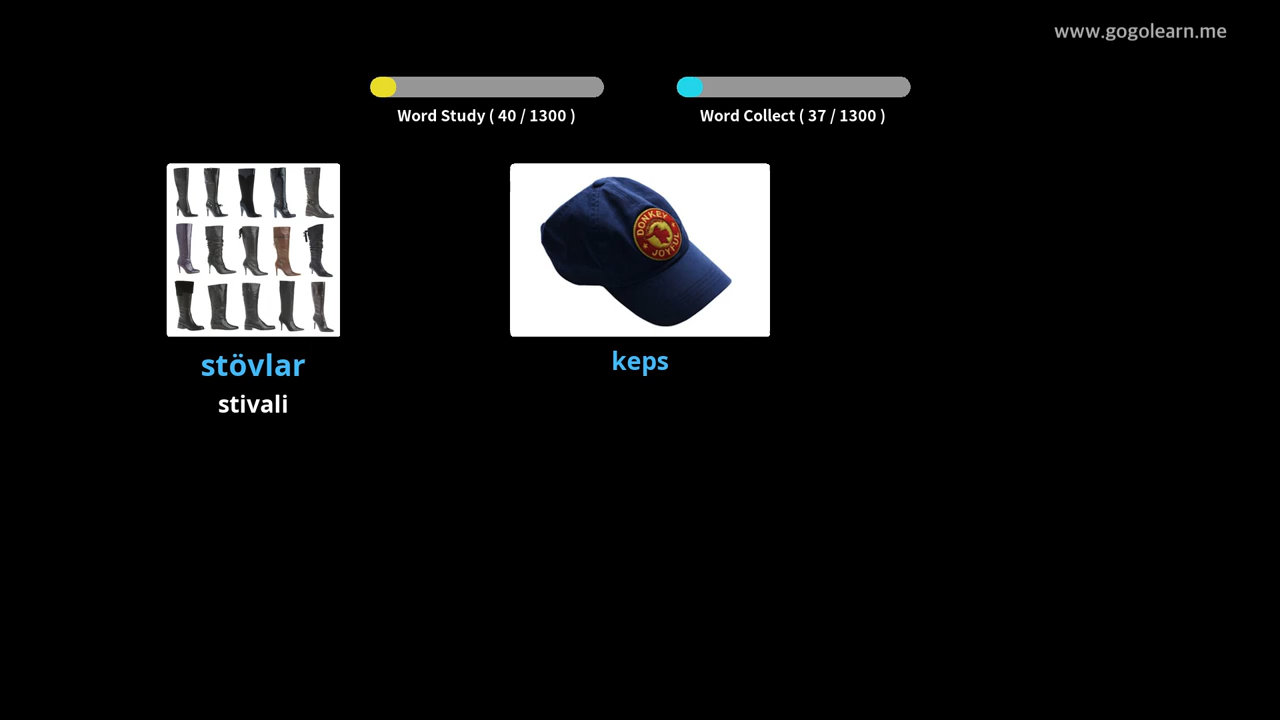 www.gogolearn.me
Word Study ( 40 / 1300 )
Word Collect ( 37 / 1300 )
DONKEY
JOYFUL
stövlar
keps
stivali